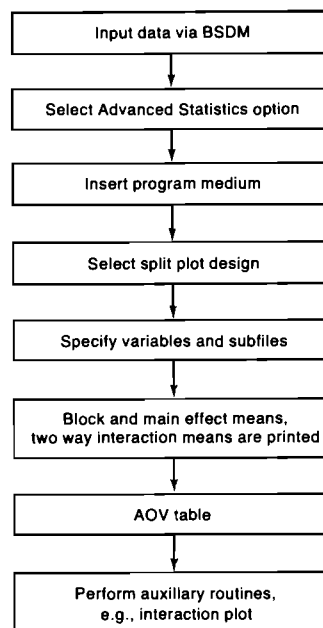 Input data via BSDM
Select Advanced Statistics option
Insert program medium
Select split plot design
Specify variables and subfiles
Block and main effect means,
two way interaction means are printed
AOV table
Perform auxillary routines,
e.g., interaction plot